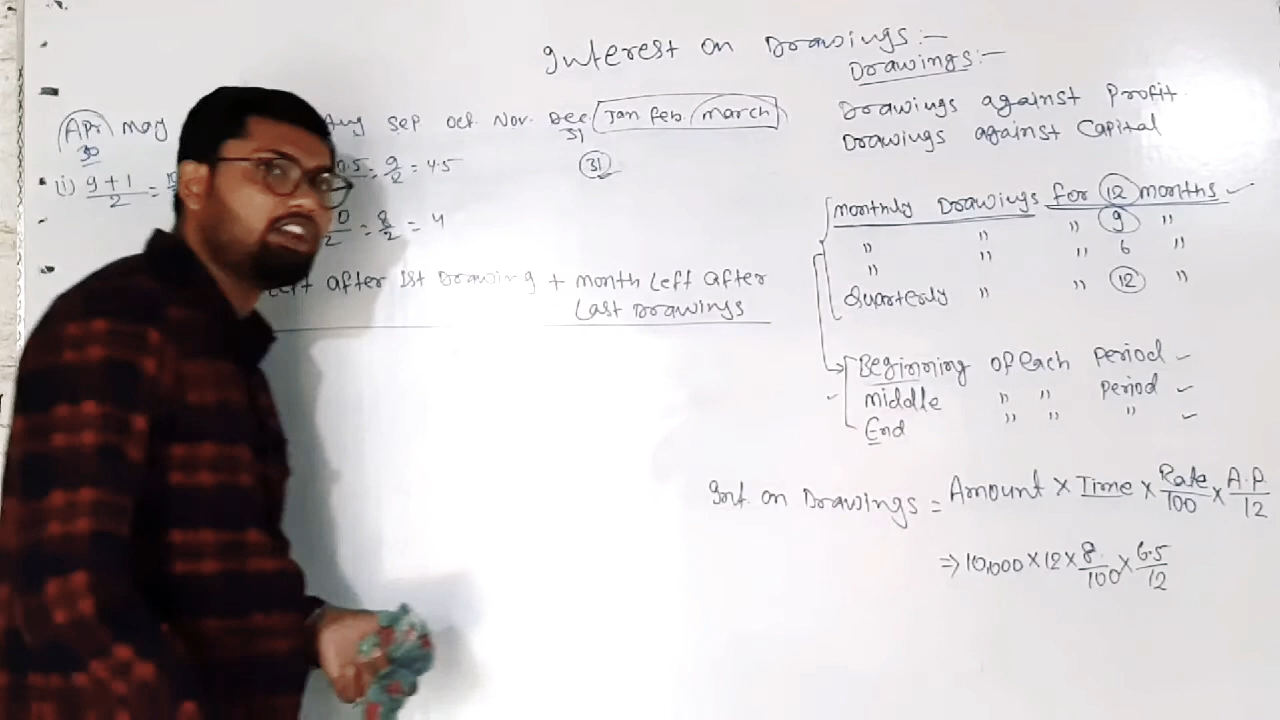 Interest on Drawings:-
Drawings:-
Drawings against Profit
Drawings against Capital
Apr May Aug Sep Oct. Nov. Dec Jan Feb. March
30 31
31
(i) 9+1/2 = 9/2 = 4.5
0/2 = 8/2 = 4
Left after 1st Drawing + month Left after
Last Drawings
monthly Drawings for 12 months
" " " 9 "
" " " 6 "
Quarterly " " 12 "
Beginning of each Period
middle " " Period
End " " "
Int. on Drawings = Amount × Time × Rate/100 × A.P./12
⇒ 10,000 × 12 × 8/100 × 6.5/12